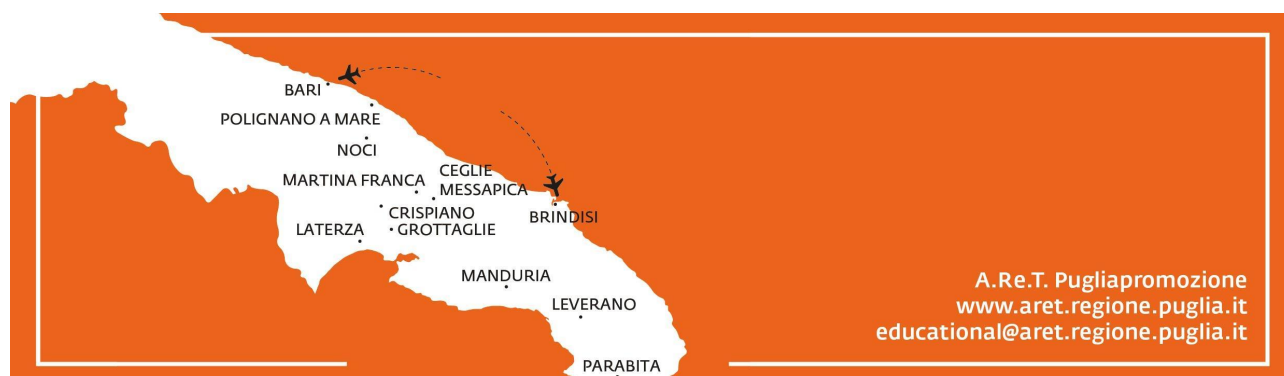 BARI
POLIGNANO A MARE
NOCI
CEGLIE
MESSAPICA
MARTINA FRANCA
CRISPIANO
BRINDISI
LATERZA
GROTTAGLIE
MANDURIA
LEVERANO
PARABITA
A.Re.T. Pugliapromozione
www.aret.regione.puglia.it
educational@aret.regione.puglia.it